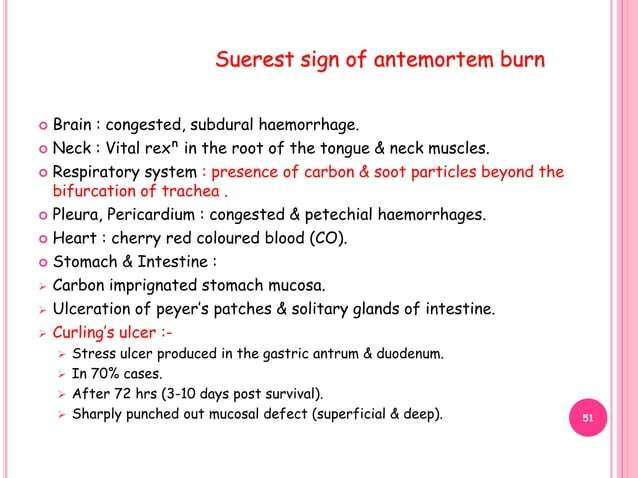 Suerest sign of antemortem burn
Brain : congested, subdural haemorrhage.
Neck : Vital rexⁿ in the root of the tongue & neck muscles.
Respiratory system : presence of carbon & soot particles beyond the
bifurcation of trachea .
Pleura, Pericardium : congested & petechial haemorrhages.
Heart : cherry red coloured blood (CO).
Stomach & Intestine :
Carbon imprignated stomach mucosa.
Ulceration of peyer’s patches & solitary glands of intestine.
Curling’s ulcer :-
Stress ulcer produced in the gastric antrum & duodenum.
In 70% cases.
After 72 hrs (3-10 days post survival).
Sharply punched out mucosal defect (superficial & deep).
51